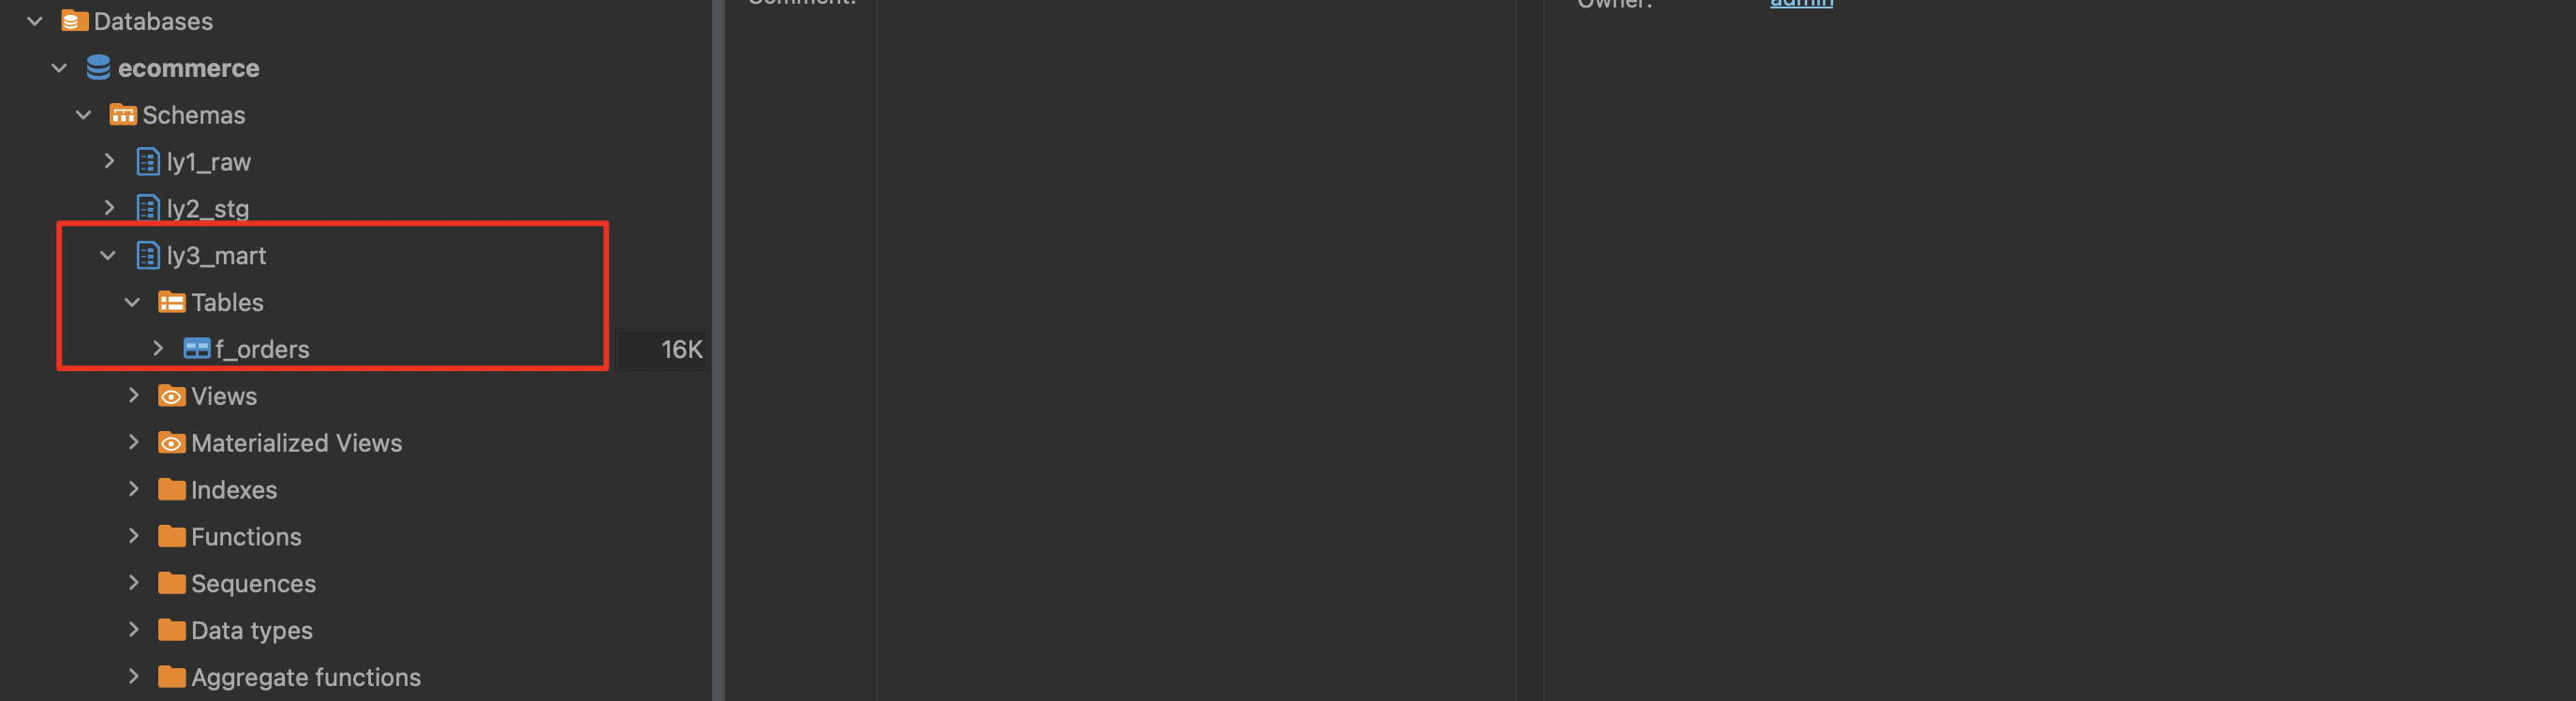 Databases
ecommerce
Schemas
ly1_raw
ly2_stg
ly3_mart
Tables
f_orders 16K
Views
Materialized Views
Indexes
Functions
Sequences
Data types
Aggregate functions
Comment:
Owner: admin